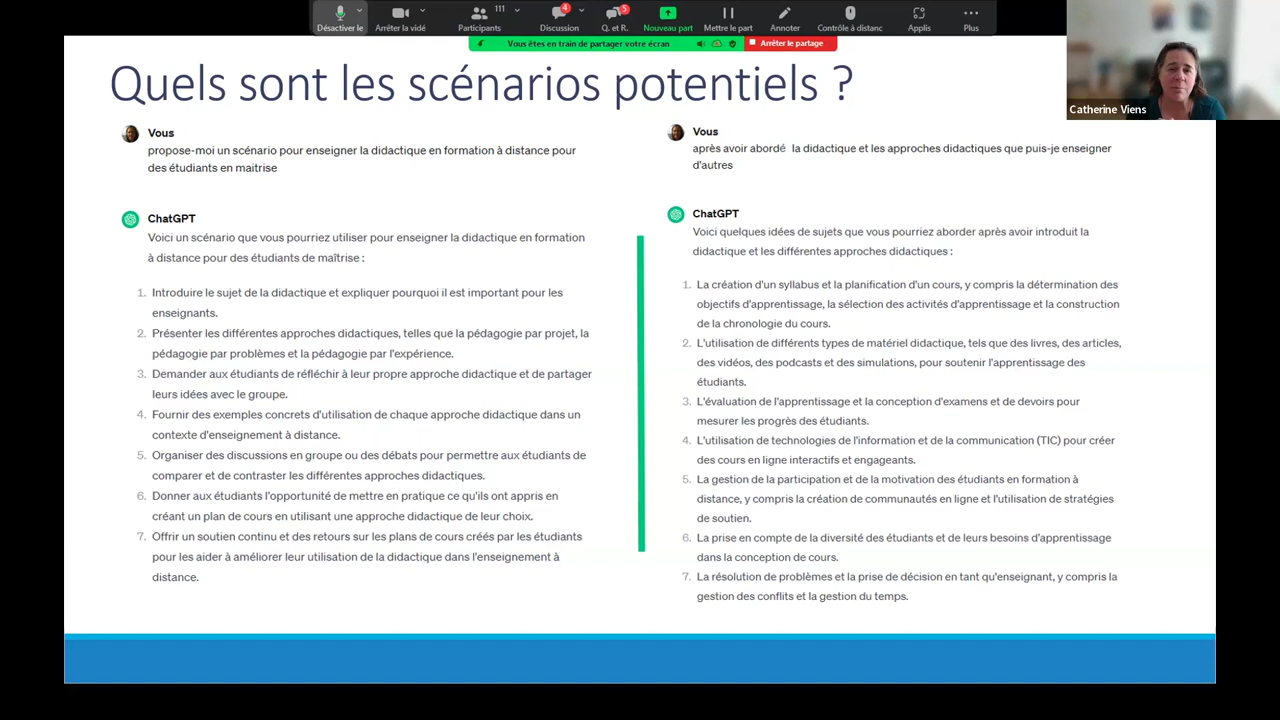 111
4
5
Désactiver le
Arrêter la vidé
Participants
Discussion
Q. et R.
Nouveau part
Mettre le part
Annoter
Contrôle à distanc
Applis
Plus
Vous êtes en train de partager votre écran
Arrêter le partage
Catherine Viens
Quels sont les scénarios potentiels ?
Vous
propose-moi un scénario pour enseigner la didactique en formation à distance pour
des étudiants en maitrise
ChatGPT
Voici un scénario que vous pourriez utiliser pour enseigner la didactique en formation
à distance pour des étudiants de maîtrise :
1. Introduire le sujet de la didactique et expliquer pourquoi il est important pour les
enseignants.
2. Présenter les différentes approches didactiques, telles que la pédagogie par projet, la
pédagogie par problèmes et la pédagogie par l'expérience.
3. Demander aux étudiants de réfléchir à leur propre approche didactique et de partager
leurs idées avec le groupe.
4. Fournir des exemples concrets d'utilisation de chaque approche didactique dans un
contexte d'enseignement à distance.
5. Organiser des discussions en groupe ou des débats pour permettre aux étudiants de
comparer et de contraster les différentes approches didactiques.
6. Donner aux étudiants l'opportunité de mettre en pratique ce qu'ils ont appris en
créant un plan de cours en utilisant une approche didactique de leur choix.
7. Offrir un soutien continu et des retours sur les plans de cours créés par les étudiants
pour les aider à améliorer leur utilisation de la didactique dans l'enseignement à
distance.
Vous
après avoir abordé la didactique et les approches didactiques que puis-je enseigner
d'autres
ChatGPT
Voici quelques idées de sujets que vous pourriez aborder après avoir introduit la
didactique et les différentes approches didactiques :
1. La création d'un syllabus et la planification d'un cours, y compris la détermination des
objectifs d'apprentissage, la sélection des activités d'apprentissage et la construction
de la chronologie du cours.
2. L'utilisation de différents types de matériel didactique, tels que des livres, des articles,
des vidéos, des podcasts et des simulations, pour soutenir l'apprentissage des
étudiants.
3. L'évaluation de l'apprentissage et la conception d'examens et de devoirs pour
mesurer les progrès des étudiants.
4. L'utilisation de technologies de l'information et de la communication (TIC) pour créer
des cours en ligne interactifs et engageants.
5. La gestion de la participation et de la motivation des étudiants en formation à
distance, y compris la création de communautés en ligne et l'utilisation de stratégies
de soutien.
6. La prise en compte de la diversité des étudiants et de leurs besoins d'apprentissage
dans la conception de cours.
7. La résolution de problèmes et la prise de décision en tant qu'enseignant, y compris la
gestion des conflits et la gestion du temps.